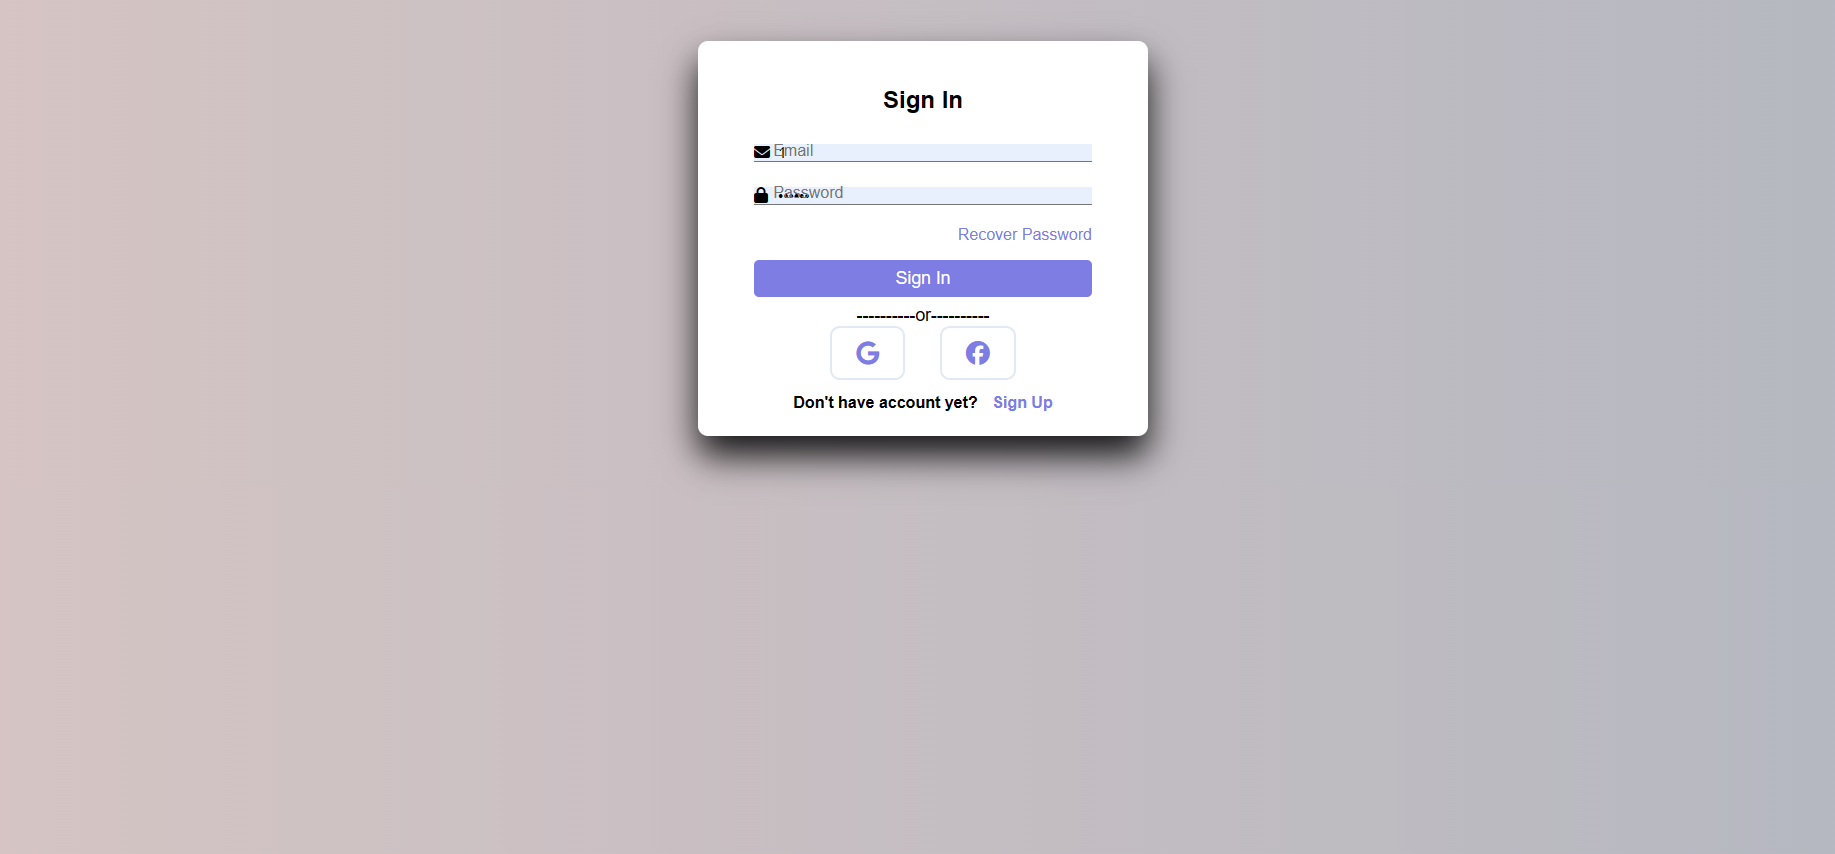 Sign In
Email
Password
Recover Password
Sign In
----------or----------
Don't have account yet? Sign Up